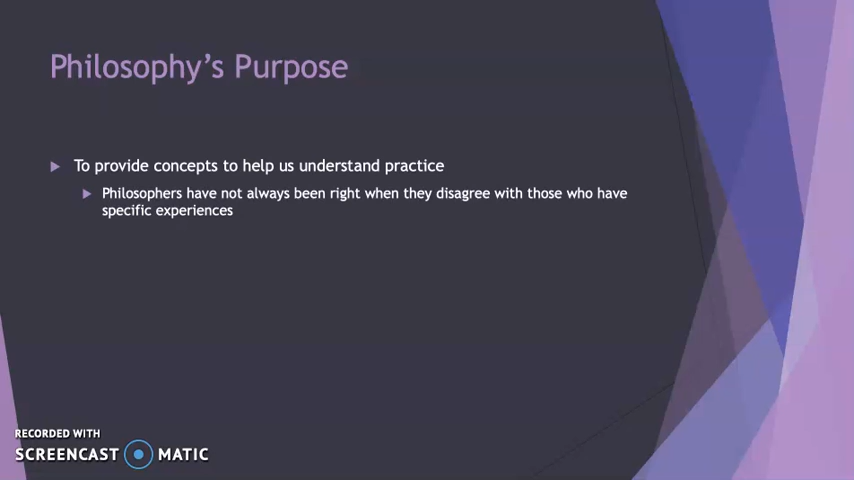 Philosophy's Purpose
To provide concepts to help us understand practice
Philosophers have not always been right when they disagree with those who have
specific experiences
RECORDED WITH
SCREENCAST MATIC